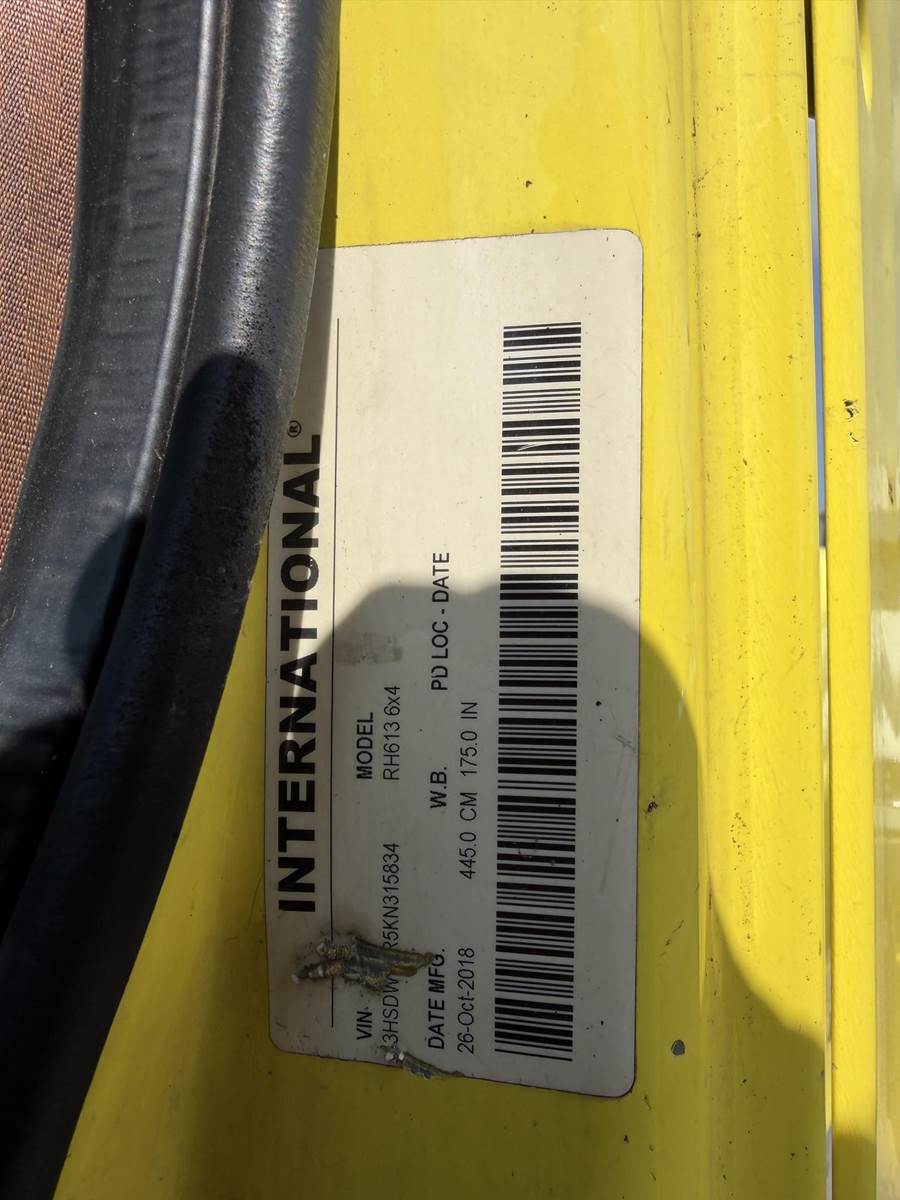 INTERNATIONAL®
VIN MODEL
3HSDW R5KN315834 RH613 6x4
DATE MFG. W.B. PD LOC - DATE
26-Oct-2018 445.0 CM 175.0 IN